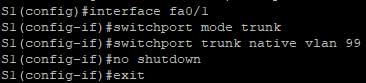 S1(config)#interface fa0/1
S1(config-if)#switchport mode trunk
S1(config-if)#switchport trunk native vlan 99
S1(config-if)#no shutdown
S1(config-if)#exit